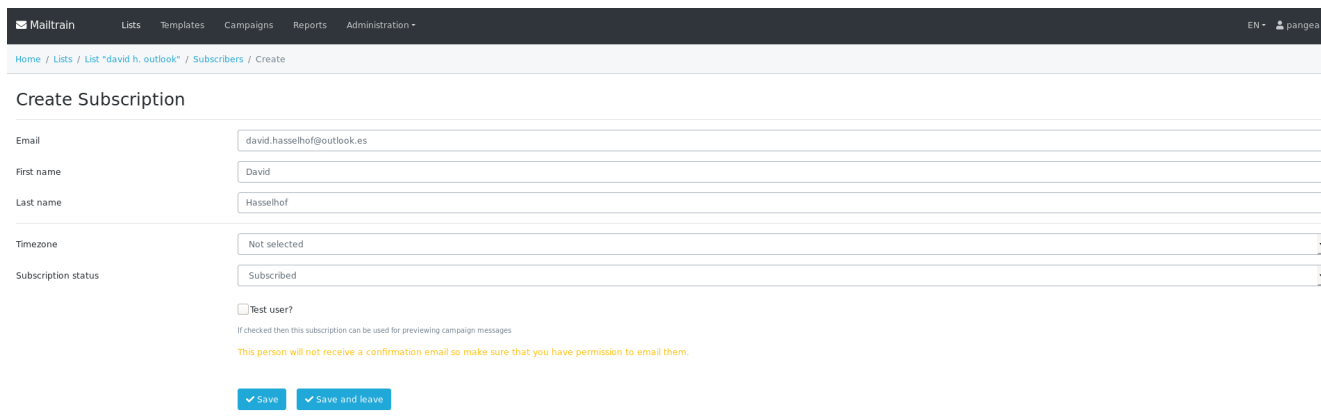 Mailtrain Lists Templates Campaigns Reports Administration EN pangea
Home / Lists / List "david h. outlook" / Subscribers / Create
Create Subscription
Email david.hasselhof@outlook.es
First name David
Last name Hasselhof
Timezone Not selected
Subscription status Subscribed
Test user?
If checked then this subscription can be used for previewing campaign messages
This person will not receive a confirmation email so make sure that you have permission to email them.
Save Save and leave